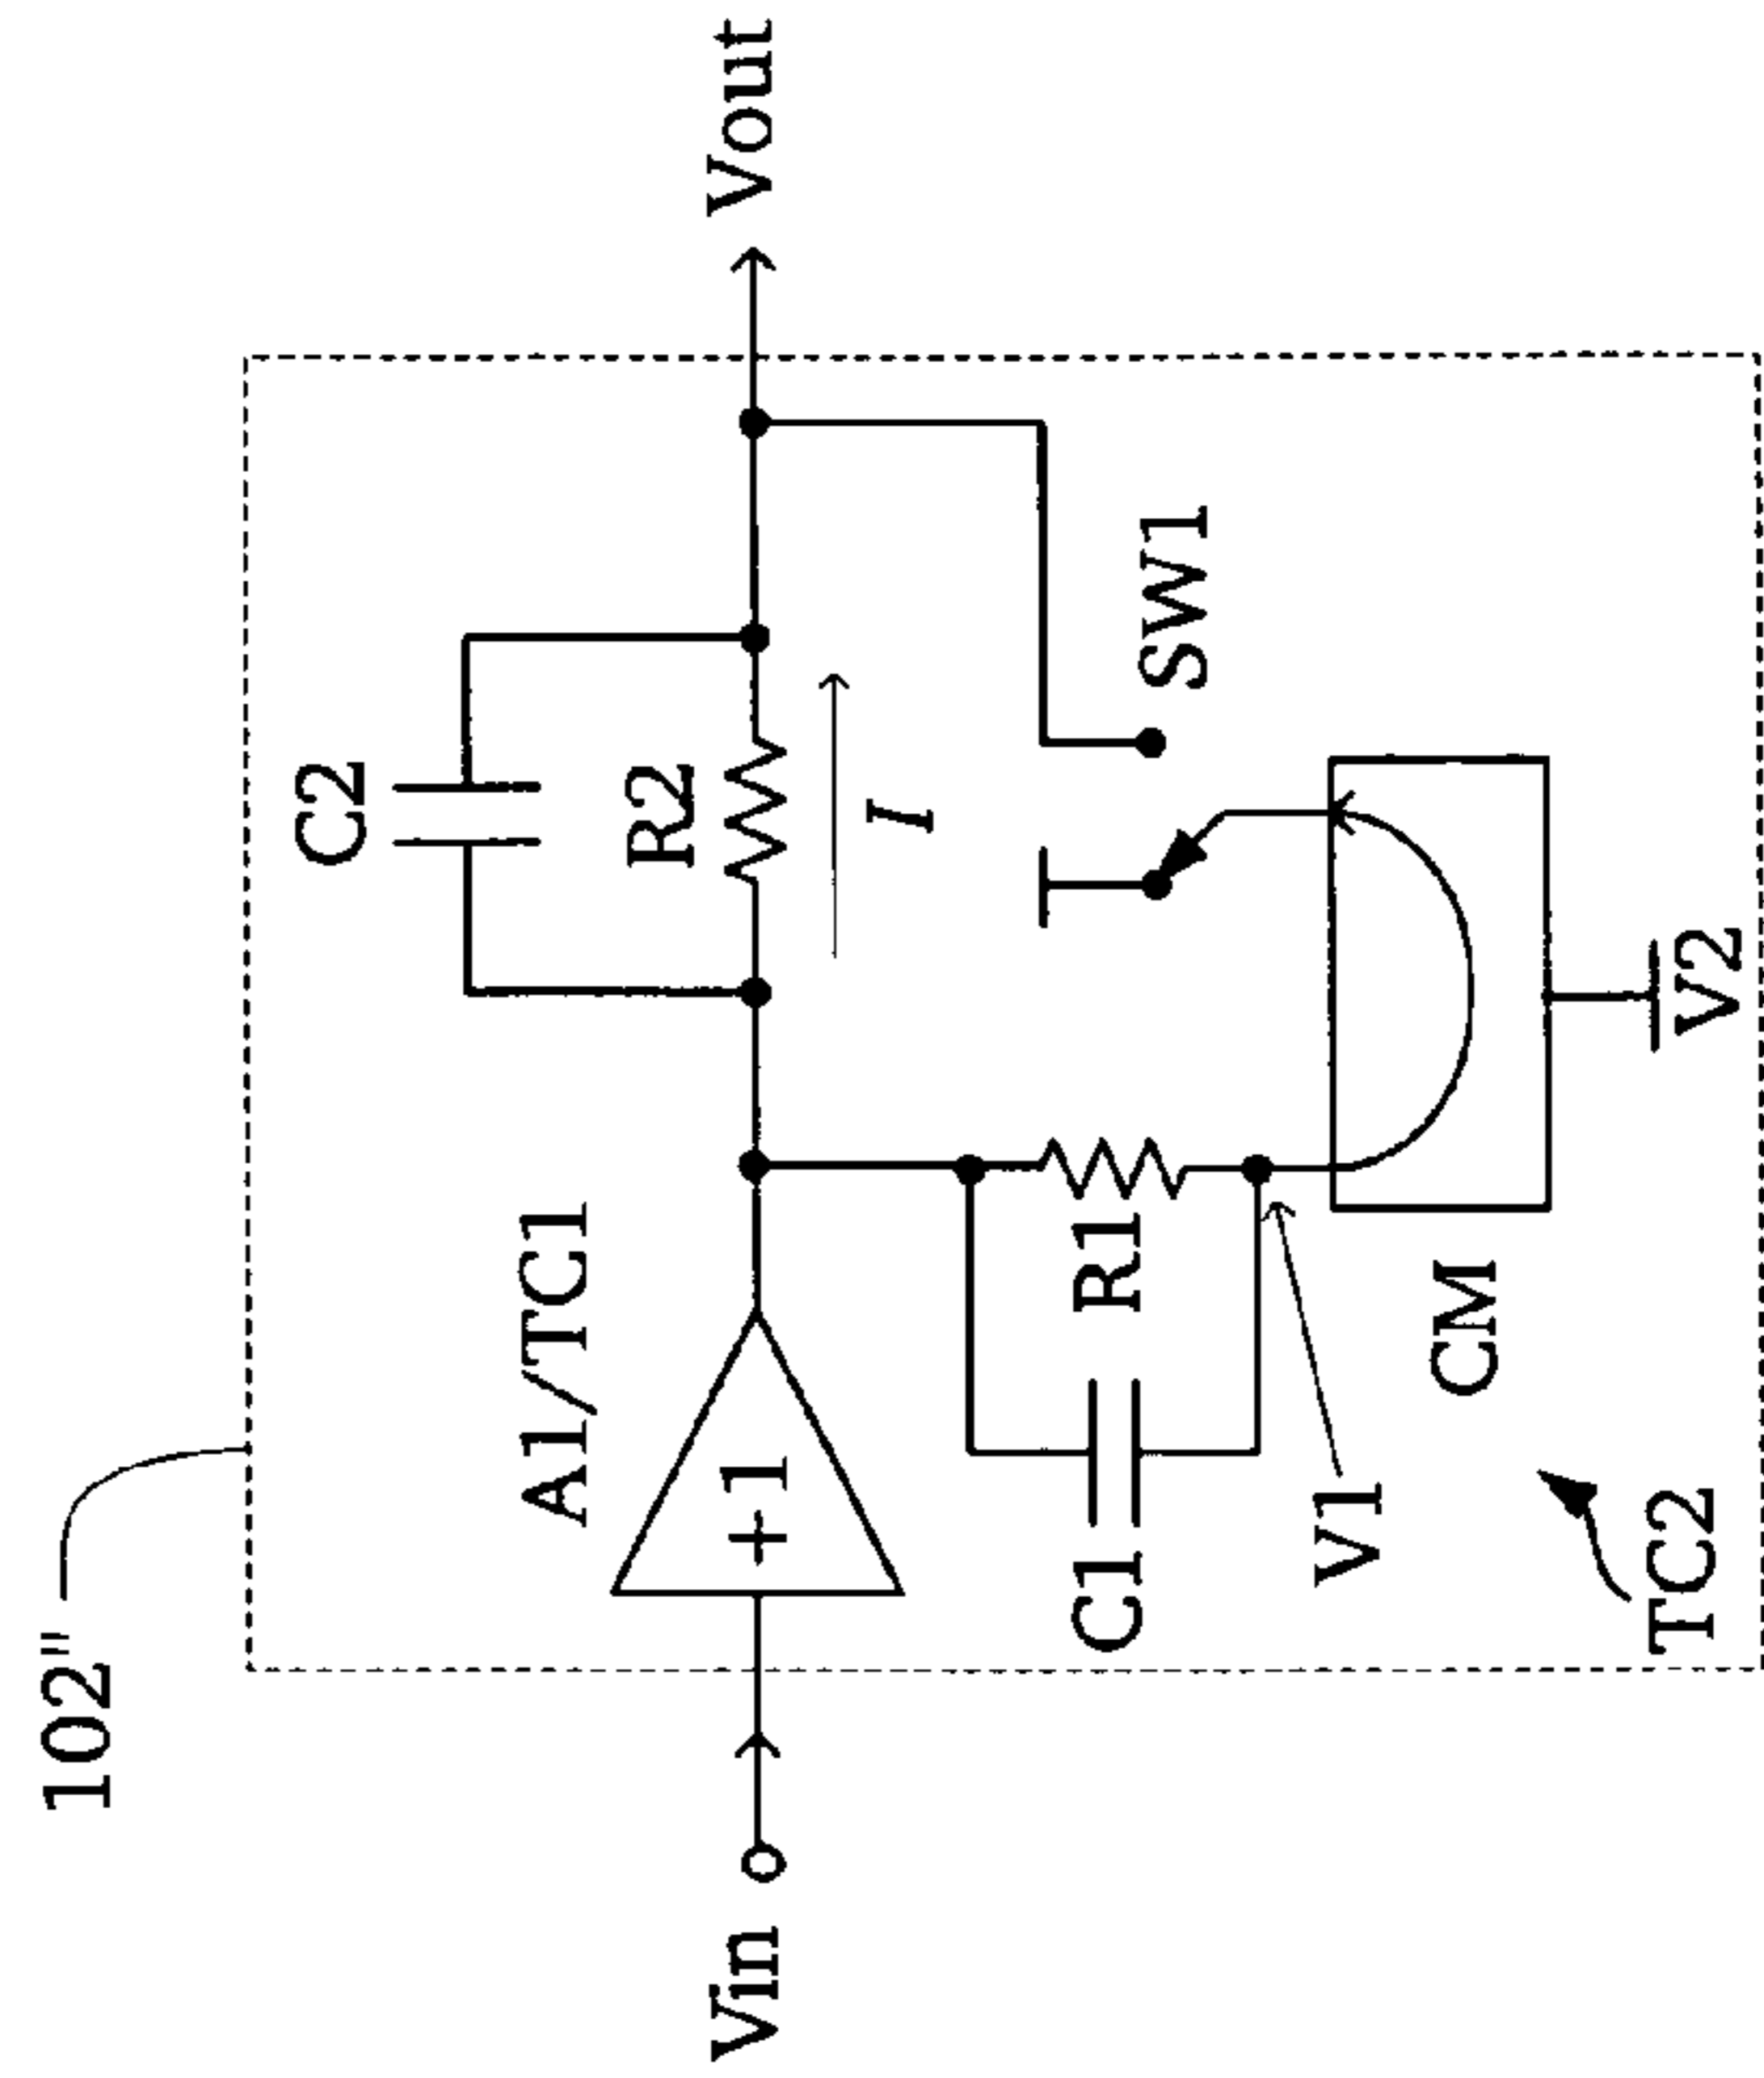 102"
Vin
A1/TC1
+1
C2
R2
I
Vout
C1
R1
SW1
V1
CM
V2
TC2